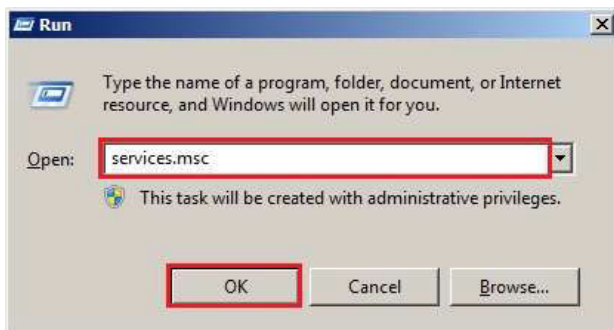 Run
Type the name of a program, folder, document, or Internet
resource, and Windows will open it for you.
Open: services.msc
This task will be created with administrative privileges.
OK Cancel Browse...